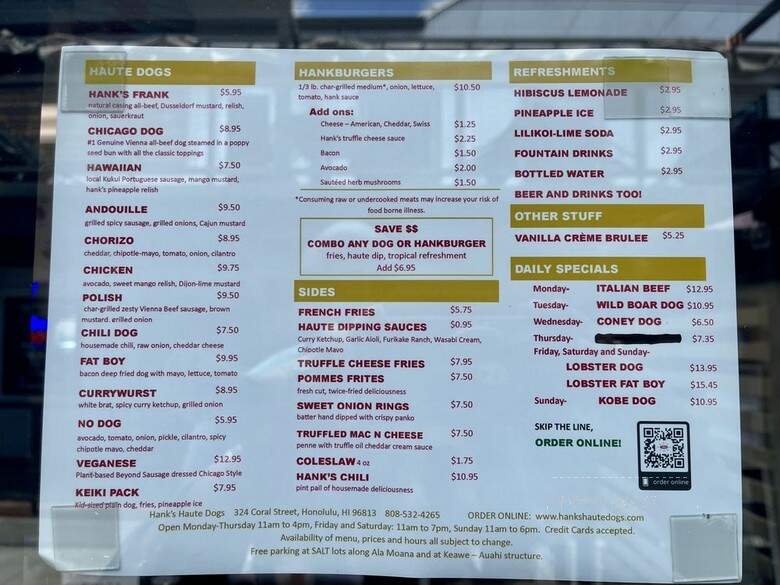 HAUTE DOGS
HANK'S FRANK $5.95
natural casing all-beef, Dusseldorf mustard, relish,
onion, sauerkraut
CHICAGO DOG $8.95
#1 Genuine Vienna all-beef dog steamed in a poppy
seed bun with all the classic toppings
HAWAIIAN $7.50
local Kukui Portuguese sausage, mango mustard,
hank's pineapple relish
ANDOUILLE $9.50
grilled spicy sausage, grilled onions, Cajun mustard
CHORIZO $8.95
cheddar, chipotle-mayo, tomato, onion, cilantro
CHICKEN $9.75
avocado, sweet mango relish, Dijon-lime mustard
POLISH $9.50
char-grilled zesty Vienna Beef sausage, brown
mustard, grilled onion
CHILI DOG $7.50
housemade chili, raw onion, cheddar cheese
FAT BOY $9.95
bacon deep fried dog with mayo, lettuce, tomato
CURRYWURST $8.95
white brat, spicy curry ketchup, grilled onion
NO DOG $5.95
avocado, tomato, onion, pickle, cilantro, spicy
chipotle mayo, cheddar
VEGANESE $12.95
Plant-based Beyond Sausage dressed Chicago Style
KEIKI PACK $7.95
Kid-sized plain dog, fries, pineapple ice
HANKBURGERS
1/3 lb. char-grilled medium*, onion, lettuce, $10.50
tomato, hank sauce
Add ons:
Cheese – American, Cheddar, Swiss $1.25
Hank's truffle cheese sauce $2.25
Bacon $1.50
Avocado $2.00
Sautéed herb mushrooms $1.50
*Consuming raw or undercooked meats may increase your risk of
food borne illness.
SAVE $$
COMBO ANY DOG OR HANKBURGER
fries, haute dip, tropical refreshment
Add $6.95
SIDES
FRENCH FRIES $5.75
HAUTE DIPPING SAUCES $0.95
Curry Ketchup, Garlic Aioli, Furikake Ranch, Wasabi Cream,
Chipotle Mayo
TRUFFLE CHEESE FRIES $7.95
POMMES FRITES $7.50
fresh cut, twice-fried deliciousness
SWEET ONION RINGS $7.50
batter hand dipped with crispy panko
TRUFFLED MAC N CHEESE $7.50
penne with truffle oil cheddar cream sauce
COLESLAW 4 oz $1.75
HANK'S CHILI $10.95
pint pail of housemade deliciousness
REFRESHMENTS
HIBISCUS LEMONADE $2.95
PINEAPPLE ICE $2.95
LILIKOI-LIME SODA $2.95
FOUNTAIN DRINKS $2.95
BOTTLED WATER $2.95
BEER AND DRINKS TOO!
OTHER STUFF
VANILLA CRÈME BRULEE $5.25
DAILY SPECIALS
Monday- ITALIAN BEEF $12.95
Tuesday- WILD BOAR DOG $10.95
Wednesday- CONEY DOG $6.50
Thursday- $7.35
Friday, Saturday and Sunday-
LOBSTER DOG $13.95
LOBSTER FAT BOY $15.45
Sunday- KOBE DOG $10.95
SKIP THE LINE,
ORDER ONLINE!
order online
Hank's Haute Dogs 324 Coral Street, Honolulu, HI 96813 808-532-4265 ORDER ONLINE: www.hankshautedogs.com
Open Monday-Thursday 11am to 4pm, Friday and Saturday: 11am to 7pm, Sunday 11am to 6pm. Credit Cards accepted.
Availability of menu, prices and hours all subject to change.
Free parking at SALT lots along Ala Moana and at Keawe – Auahi structure.